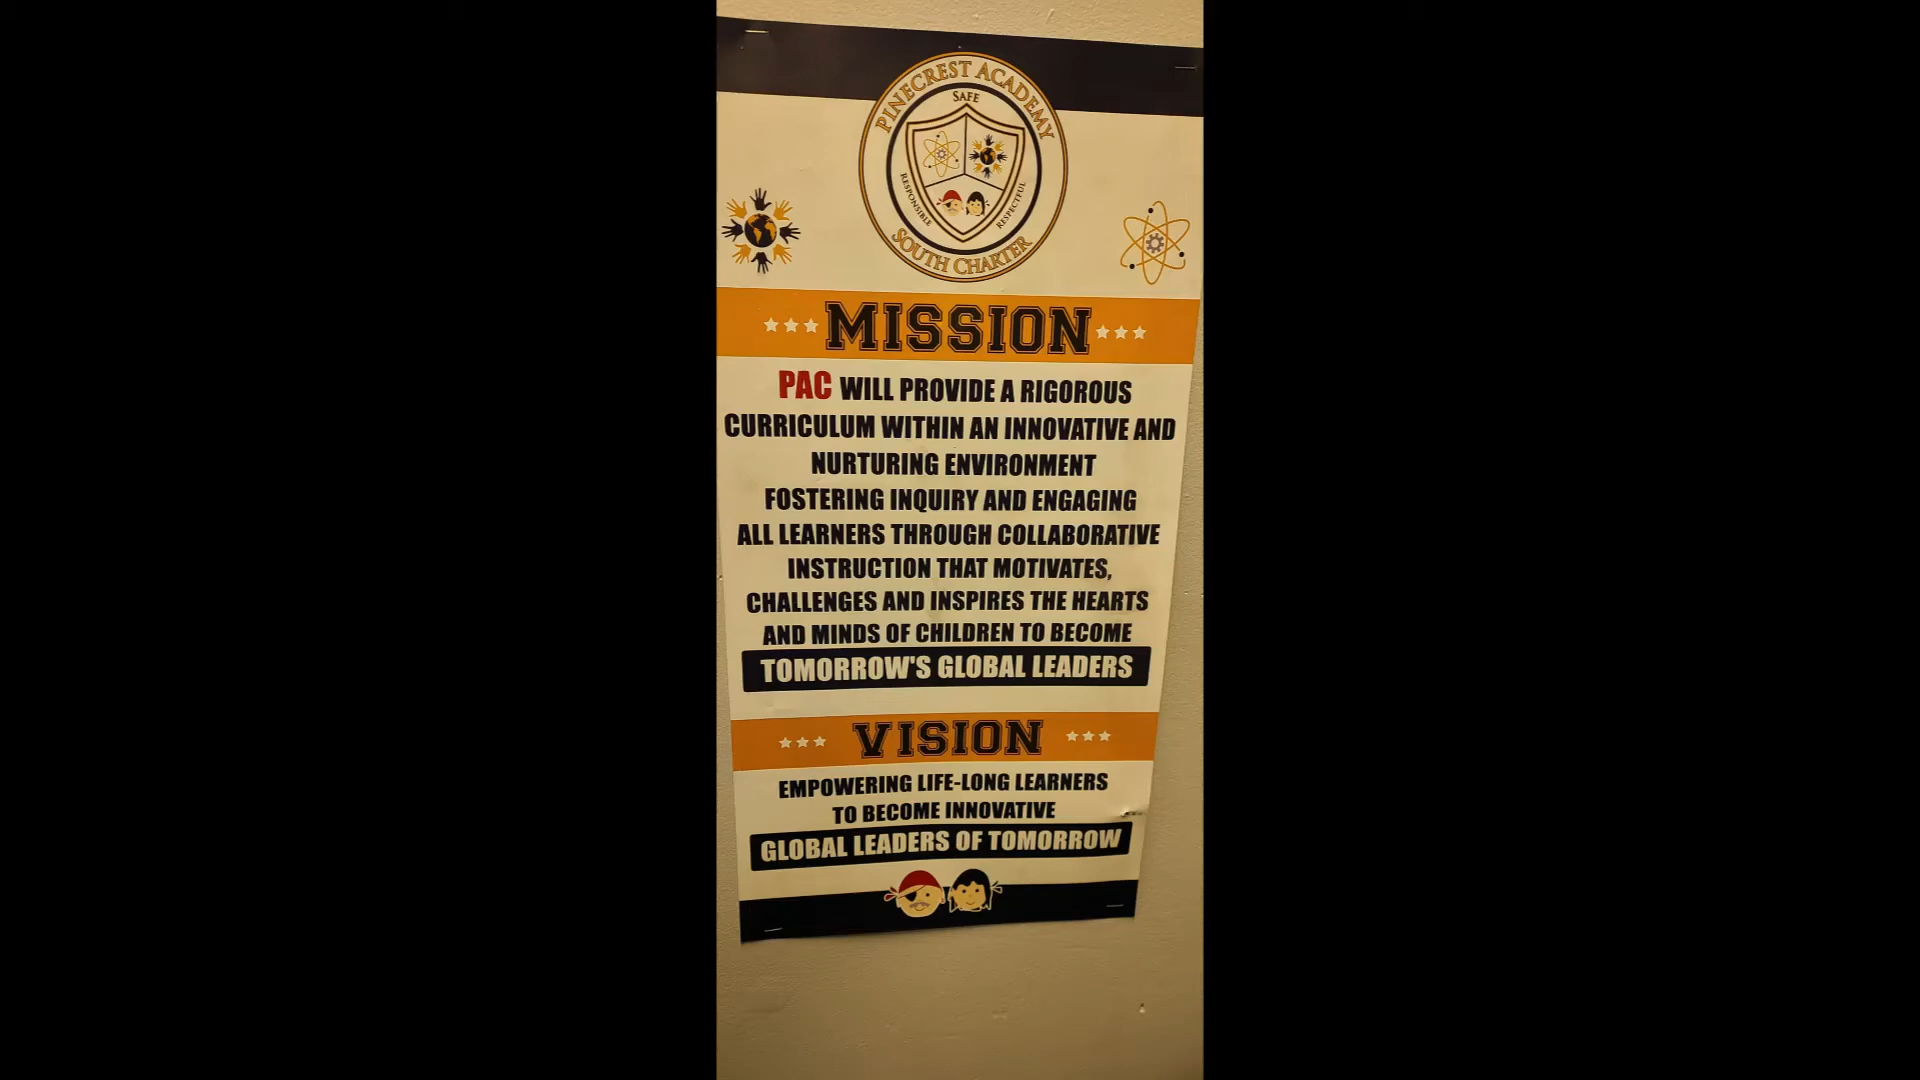 PINECREST ACADEMY
SAFE
RESPONSIBLE
RESPECTFUL
SOUTH CHARTER
MISSION
PAC WILL PROVIDE A RIGOROUS
CURRICULUM WITHIN AN INNOVATIVE AND
NURTURING ENVIRONMENT
FOSTERING INQUIRY AND ENGAGING
ALL LEARNERS THROUGH COLLABORATIVE
INSTRUCTION THAT MOTIVATES,
CHALLENGES AND INSPIRES THE HEARTS
AND MINDS OF CHILDREN TO BECOME
TOMORROW'S GLOBAL LEADERS
VISION
EMPOWERING LIFE-LONG LEARNERS
TO BECOME INNOVATIVE
GLOBAL LEADERS OF TOMORROW